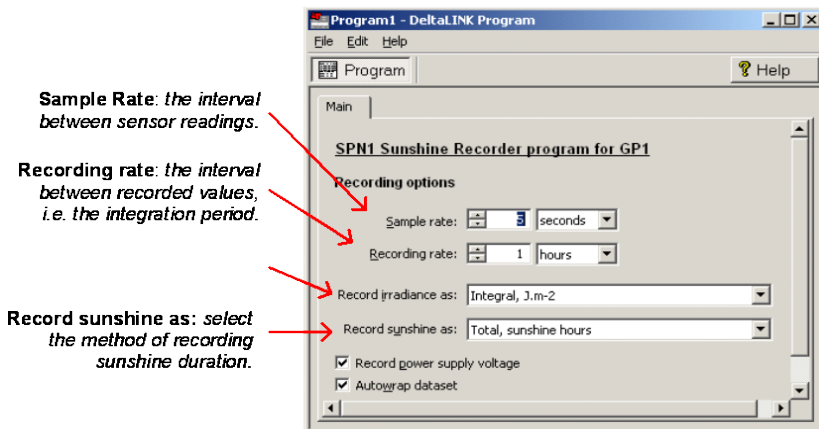 Program1 - DeltaLINK Program
File Edit Help
Program
Help
Main
SPN1 Sunshine Recorder program for GP1
Recording options
Sample Rate: the interval
between sensor readings.
Sample rate: 5 seconds
Recording rate: the interval
between recorded values,
i.e. the integration period.
Recording rate: 1 hours
Record irradiance as: Integral, J.m-2
Record sunshine as: select
the method of recording
sunshine duration.
Record sunshine as: Total, sunshine hours
Record power supply voltage
Autowrap dataset